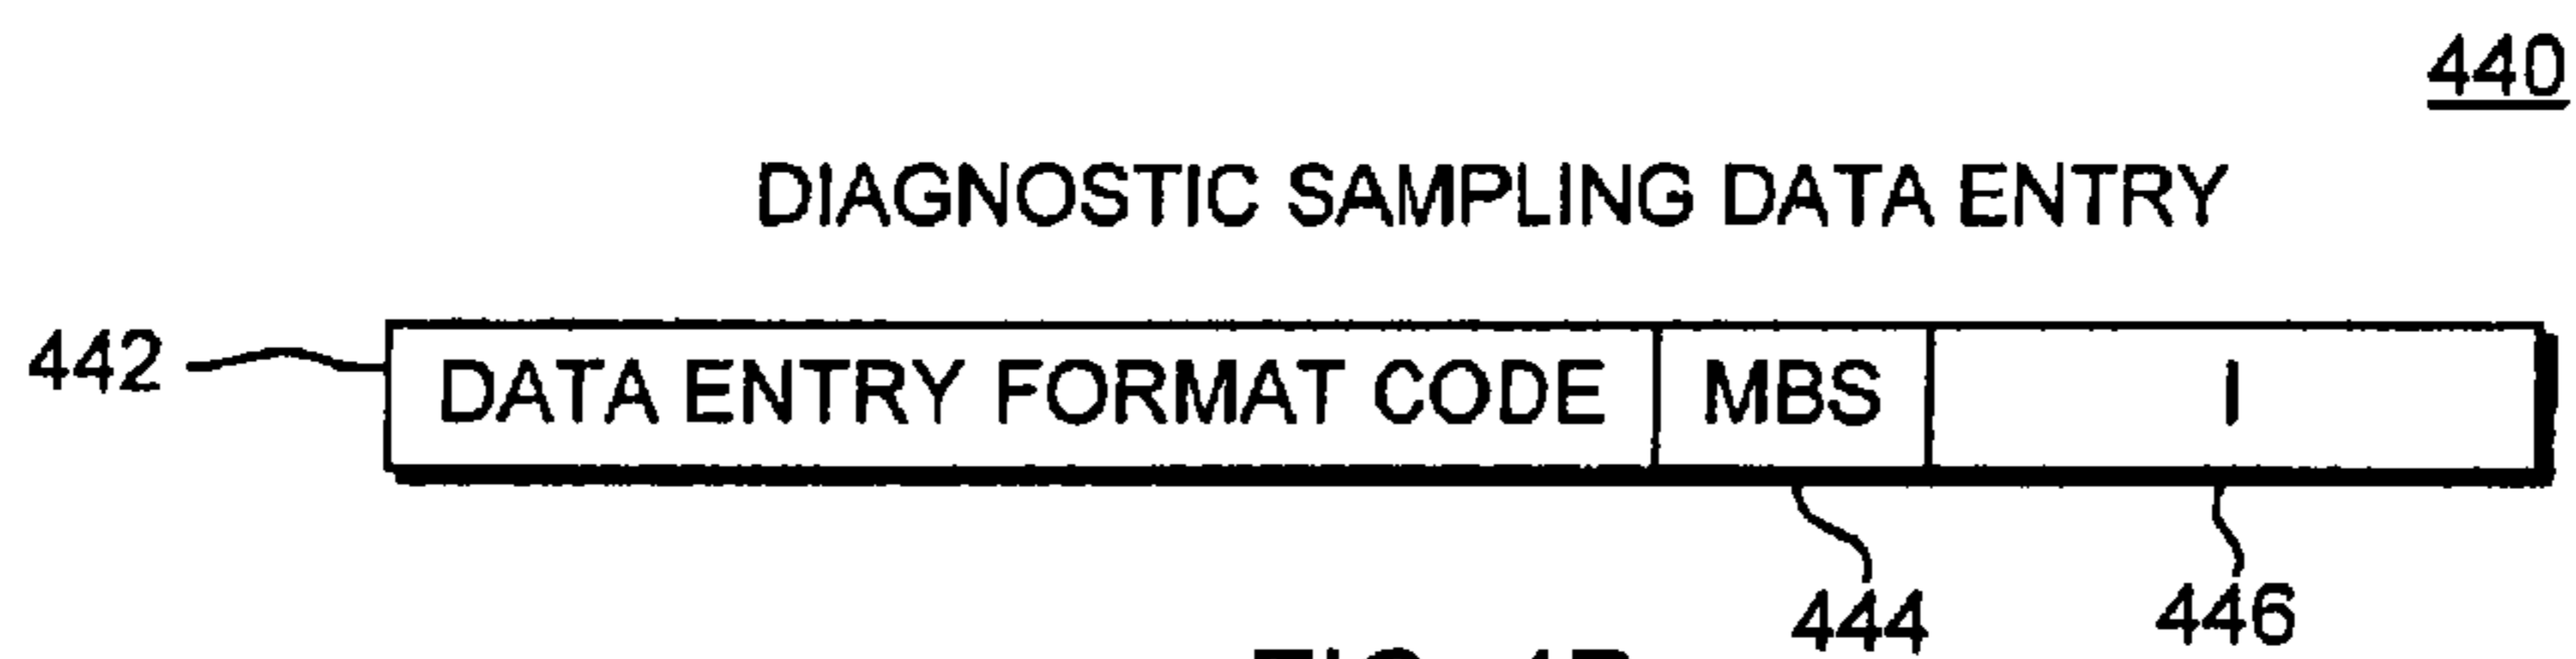 440
DIAGNOSTIC SAMPLING DATA ENTRY
442 DATA ENTRY FORMAT CODE MBS I
444 446